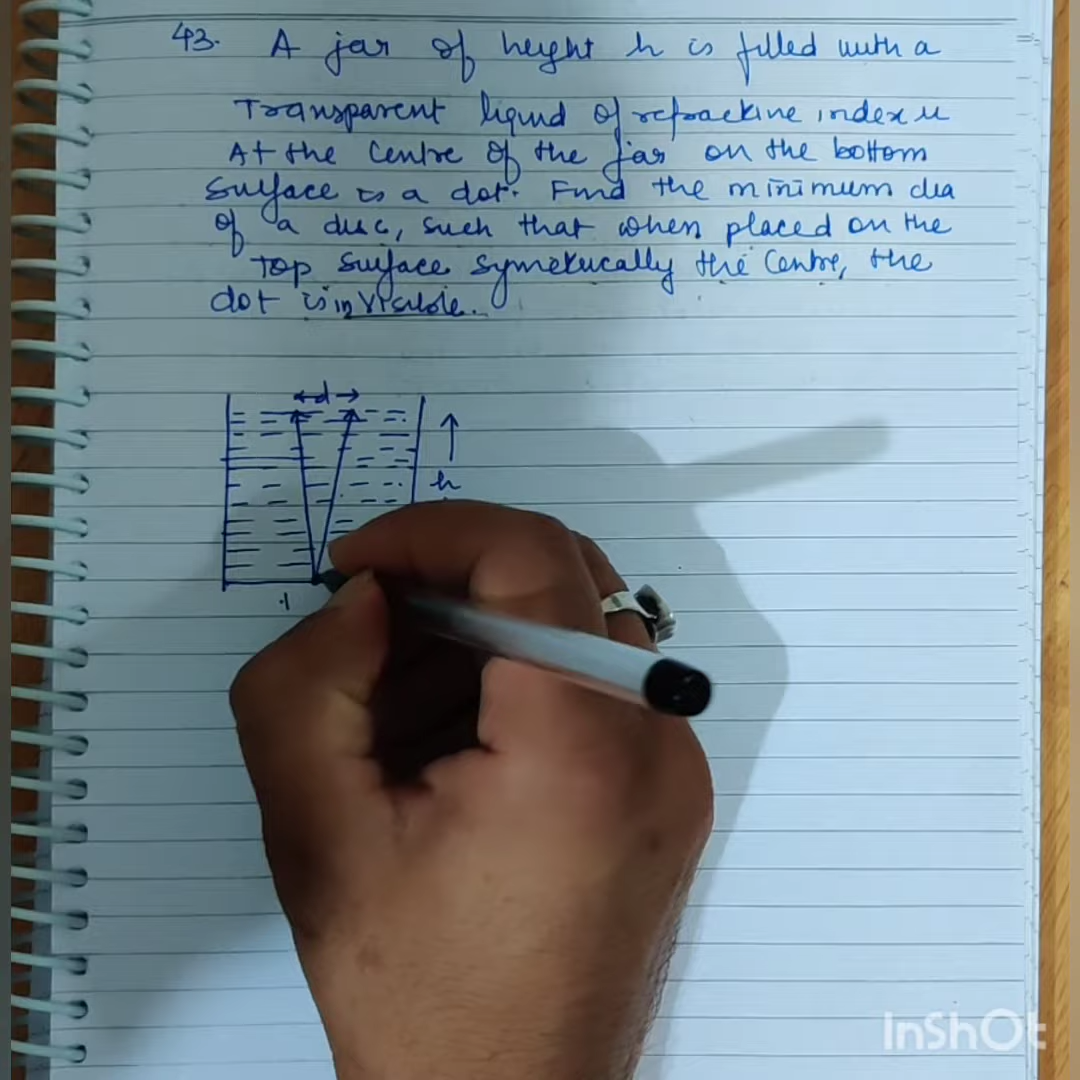 43. A jar of height h is filled with a
Transparent liquid of refractive index u
At the Centre of the jar on the bottom
Surface is a dot. Find the minimum dia
of a disc, such that when placed on the
Top surface symetrically the Centre, the
dot is invisible.
d
h
InShOt